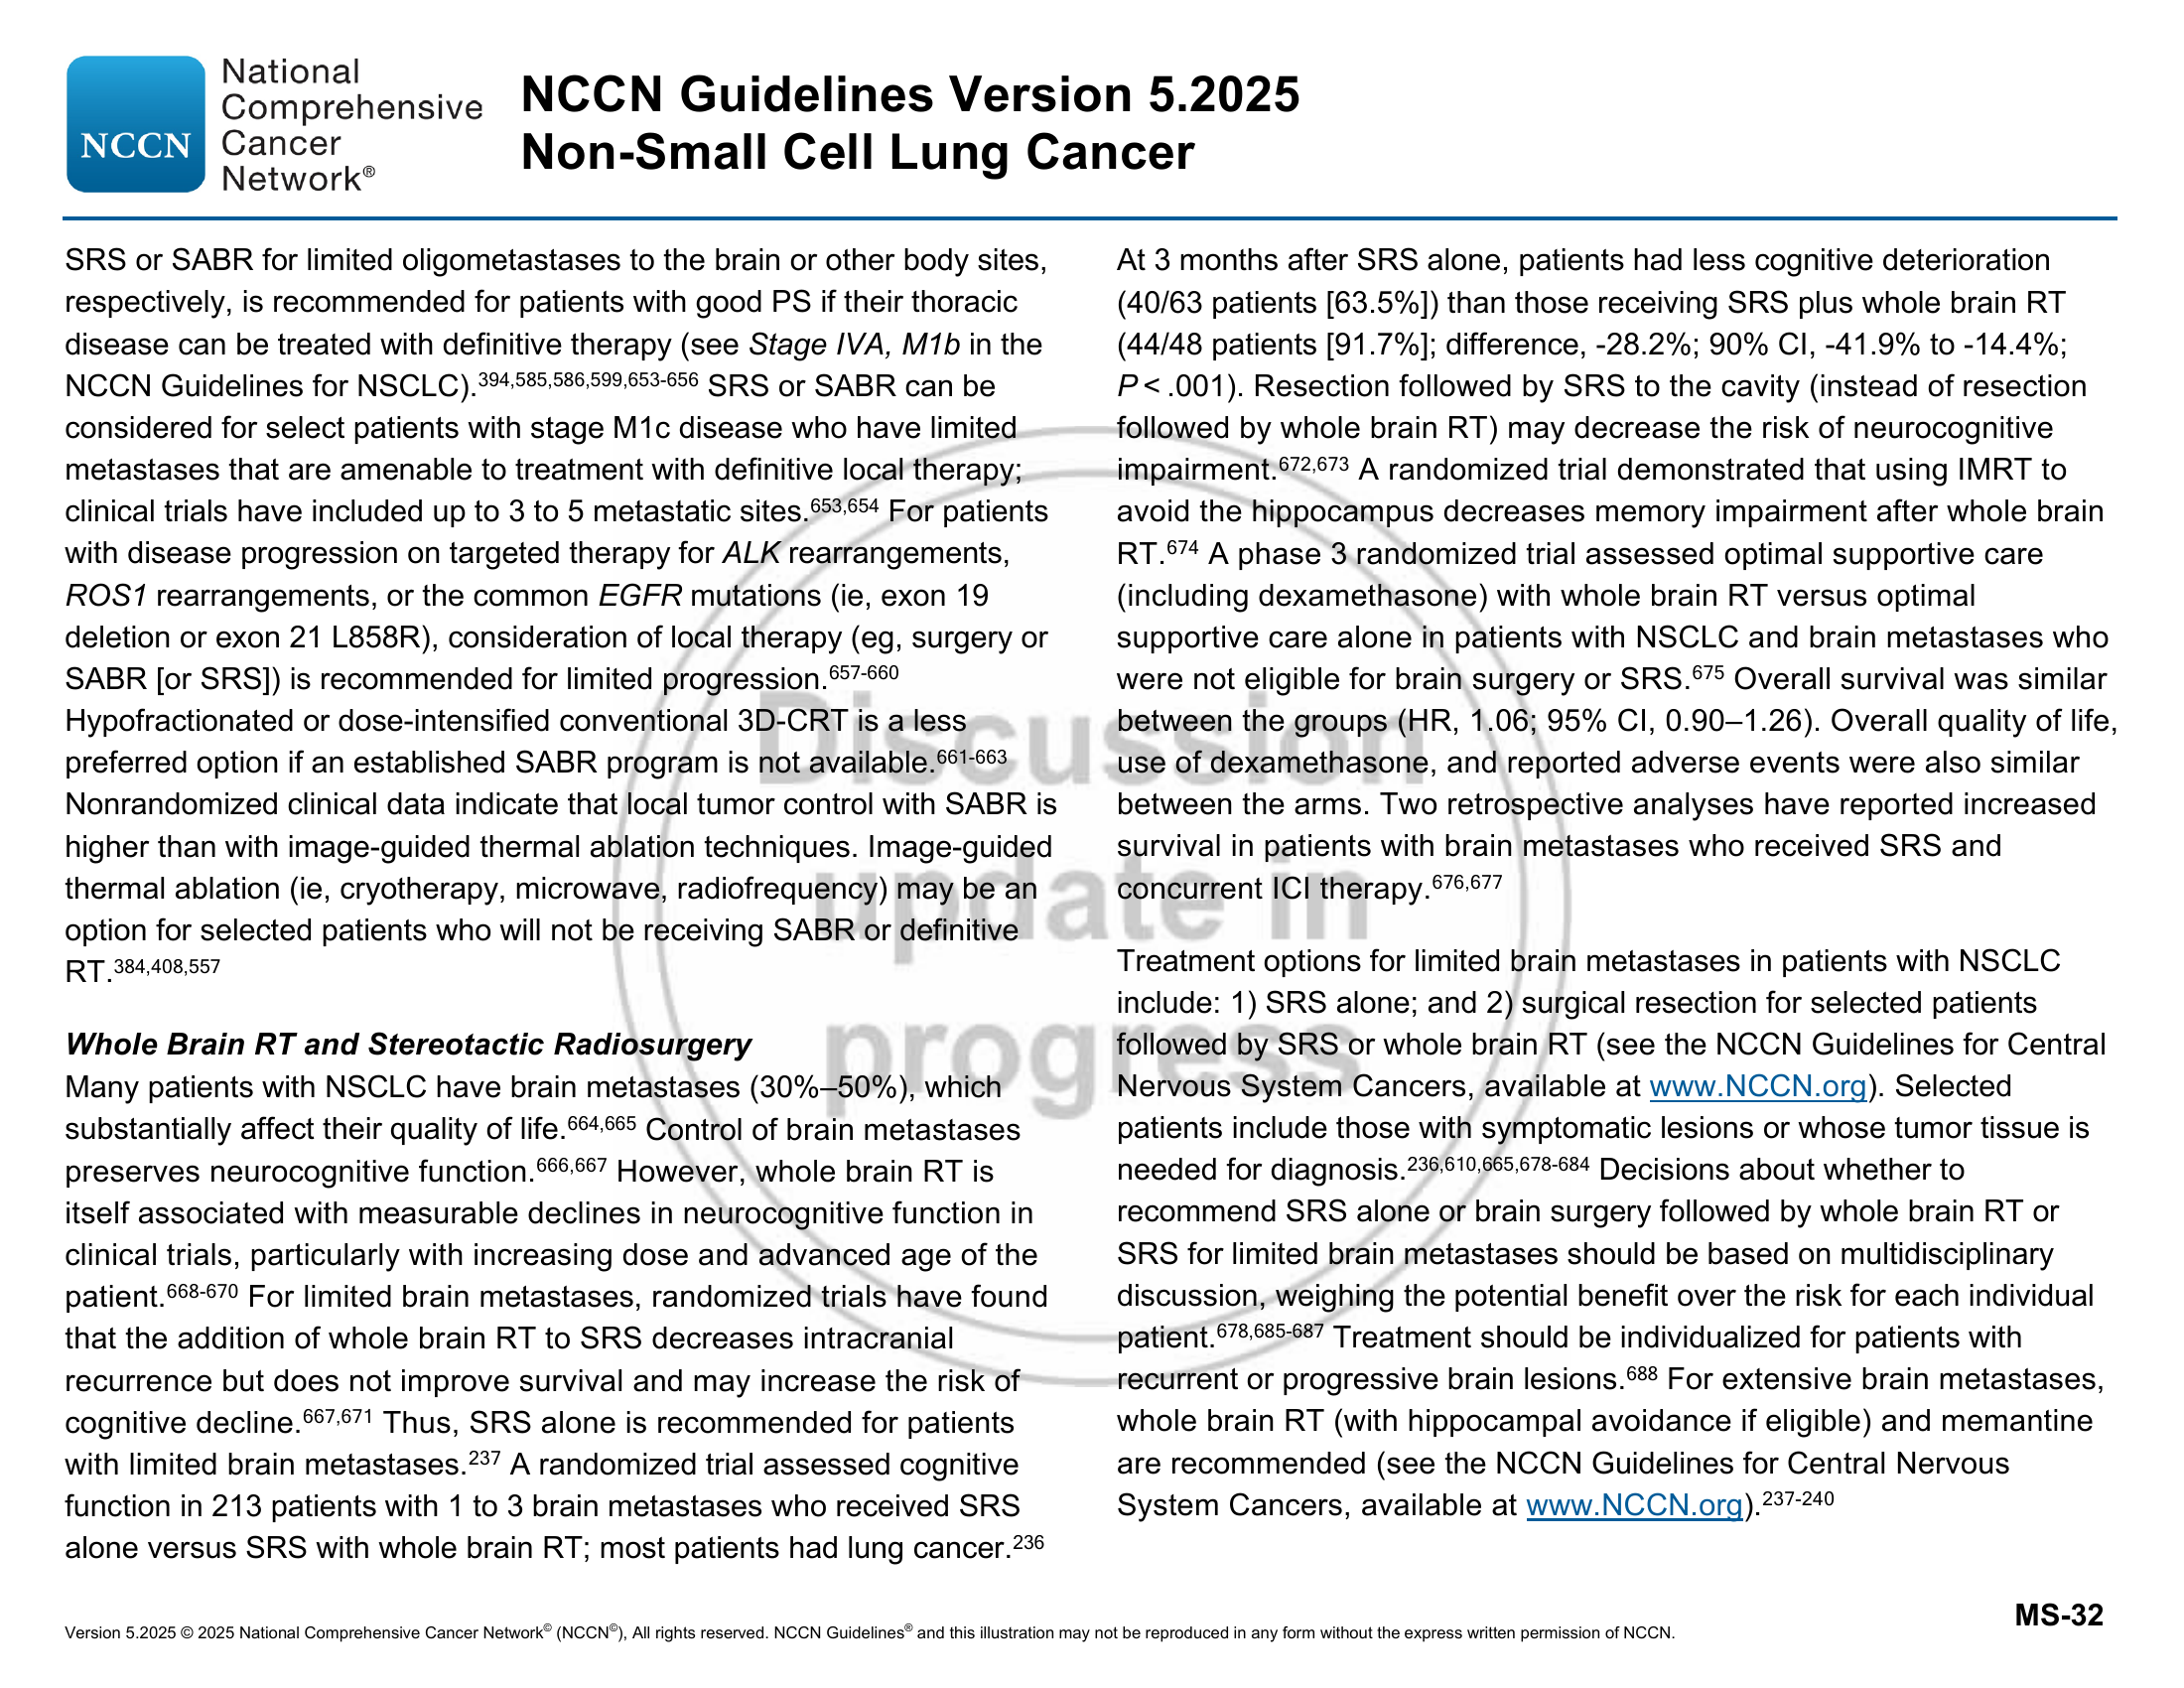 National
Comprehensive
NCCN Cancer
Network®
NCCN Guidelines Version 5.2025
Non-Small Cell Lung Cancer
SRS or SABR for limited oligometastases to the brain or other body sites,
respectively, is recommended for patients with good PS if their thoracic
disease can be treated with definitive therapy (see Stage IVA, M1b in the
NCCN Guidelines for NSCLC).394,585,586,599,653-656 SRS or SABR can be
considered for select patients with stage M1c disease who have limited
metastases that are amenable to treatment with definitive local therapy;
clinical trials have included up to 3 to 5 metastatic sites.653,654 For patients
with disease progression on targeted therapy for ALK rearrangements,
ROS1 rearrangements, or the common EGFR mutations (ie, exon 19
deletion or exon 21 L858R), consideration of local therapy (eg, surgery or
SABR [or SRS]) is recommended for limited progression.657-660
Hypofractionated or dose-intensified conventional 3D-CRT is a less
preferred option if an established SABR program is not available.661-663
Nonrandomized clinical data indicate that local tumor control with SABR is
higher than with image-guided thermal ablation techniques. Image-guided
thermal ablation (ie, cryotherapy, microwave, radiofrequency) may be an
option for selected patients who will not be receiving SABR or definitive
RT.384,408,557
Whole Brain RT and Stereotactic Radiosurgery
Many patients with NSCLC have brain metastases (30%–50%), which
substantially affect their quality of life.664,665 Control of brain metastases
preserves neurocognitive function.666,667 However, whole brain RT is
itself associated with measurable declines in neurocognitive function in
clinical trials, particularly with increasing dose and advanced age of the
patient.668-670 For limited brain metastases, randomized trials have found
that the addition of whole brain RT to SRS decreases intracranial
recurrence but does not improve survival and may increase the risk of
cognitive decline.667,671 Thus, SRS alone is recommended for patients
with limited brain metastases.237 A randomized trial assessed cognitive
function in 213 patients with 1 to 3 brain metastases who received SRS
alone versus SRS with whole brain RT; most patients had lung cancer.236
At 3 months after SRS alone, patients had less cognitive deterioration
(40/63 patients [63.5%]) than those receiving SRS plus whole brain RT
(44/48 patients [91.7%]; difference, -28.2%; 90% CI, -41.9% to -14.4%;
P < .001). Resection followed by SRS to the cavity (instead of resection
followed by whole brain RT) may decrease the risk of neurocognitive
impairment.672,673 A randomized trial demonstrated that using IMRT to
avoid the hippocampus decreases memory impairment after whole brain
RT.674 A phase 3 randomized trial assessed optimal supportive care
(including dexamethasone) with whole brain RT versus optimal
supportive care alone in patients with NSCLC and brain metastases who
were not eligible for brain surgery or SRS.675 Overall survival was similar
between the groups (HR, 1.06; 95% CI, 0.90–1.26). Overall quality of life,
use of dexamethasone, and reported adverse events were also similar
between the arms. Two retrospective analyses have reported increased
survival in patients with brain metastases who received SRS and
concurrent ICI therapy.676,677
Treatment options for limited brain metastases in patients with NSCLC
include: 1) SRS alone; and 2) surgical resection for selected patients
followed by SRS or whole brain RT (see the NCCN Guidelines for Central
Nervous System Cancers, available at www.NCCN.org). Selected
patients include those with symptomatic lesions or whose tumor tissue is
needed for diagnosis.236,610,665,678-684 Decisions about whether to
recommend SRS alone or brain surgery followed by whole brain RT or
SRS for limited brain metastases should be based on multidisciplinary
discussion, weighing the potential benefit over the risk for each individual
patient.678,685-687 Treatment should be individualized for patients with
recurrent or progressive brain lesions.688 For extensive brain metastases,
whole brain RT (with hippocampal avoidance if eligible) and memantine
are recommended (see the NCCN Guidelines for Central Nervous
System Cancers, available at www.NCCN.org).237-240
Discussion
update in
progress
MS-32
Version 5.2025 © 2025 National Comprehensive Cancer Network© (NCCN©), All rights reserved. NCCN Guidelines® and this illustration may not be reproduced in any form without the express written permission of NCCN.